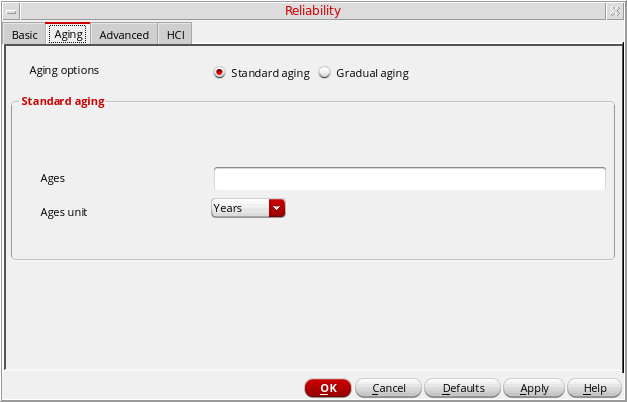 Reliability
Basic Aging Advanced HCI
Aging options Standard aging Gradual aging
Standard aging
Ages
Ages unit Years
OK Cancel Defaults Apply Help